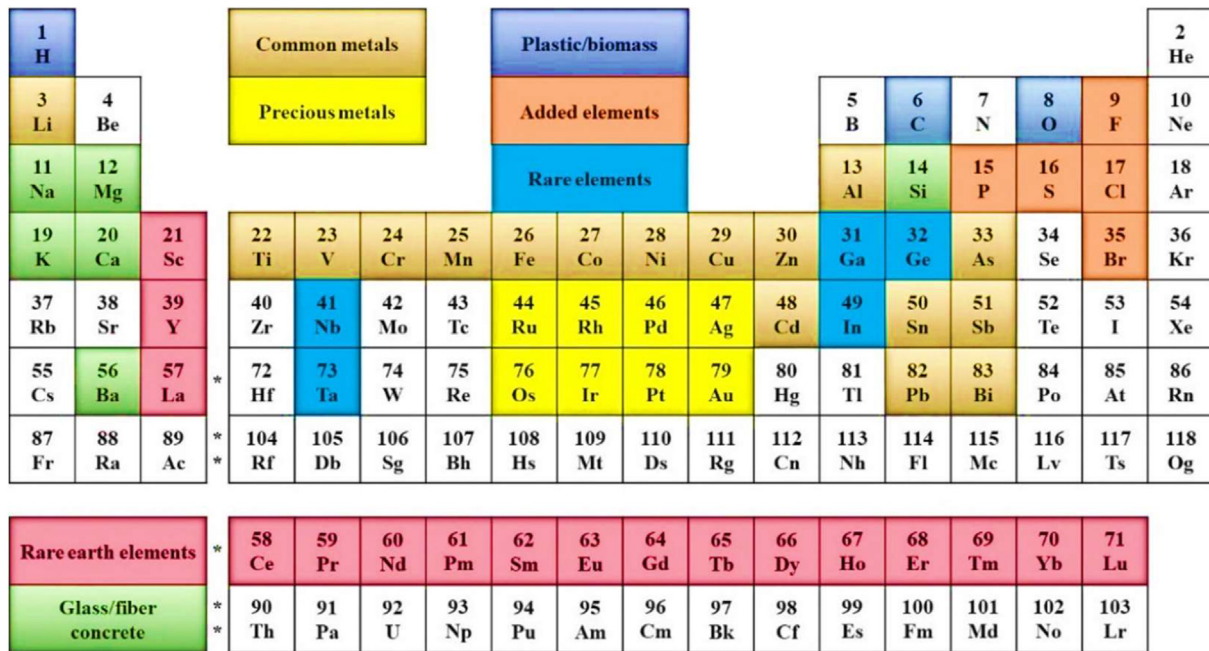 1 Common metals Plastic/biomass 2
H He
3 4 Precious metals Added elements 5 6 7 8 9 10
Li Be B C N O F Ne
11 12 Rare elements 13 14 15 16 17 18
Na Mg Al Si P S Cl Ar
19 20 21 22 23 24 25 26 27 28 29 30 31 32 33 34 35 36
K Ca Sc Ti V Cr Mn Fe Co Ni Cu Zn Ga Ge As Se Br Kr
37 38 39 40 41 42 43 44 45 46 47 48 49 50 51 52 53 54
Rb Sr Y Zr Nb Mo Tc Ru Rh Pd Ag Cd In Sn Sb Te I Xe
55 56 57 * 72 73 74 75 76 77 78 79 80 81 82 83 84 85 86
Cs Ba La Hf Ta W Re Os Ir Pt Au Hg Tl Pb Bi Po At Rn
87 88 89 * 104 105 106 107 108 109 110 111 112 113 114 115 116 117 118
Fr Ra Ac * Rf Db Sg Bh Hs Mt Ds Rg Cn Nh Fl Mc Lv Ts Og
Rare earth elements * 58 59 60 61 62 63 64 65 66 67 68 69 70 71
Ce Pr Nd Pm Sm Eu Gd Tb Dy Ho Er Tm Yb Lu
Glass/fiber * 90 91 92 93 94 95 96 97 98 99 100 101 102 103
concrete * Th Pa U Np Pu Am Cm Bk Cf Es Fm Md No Lr